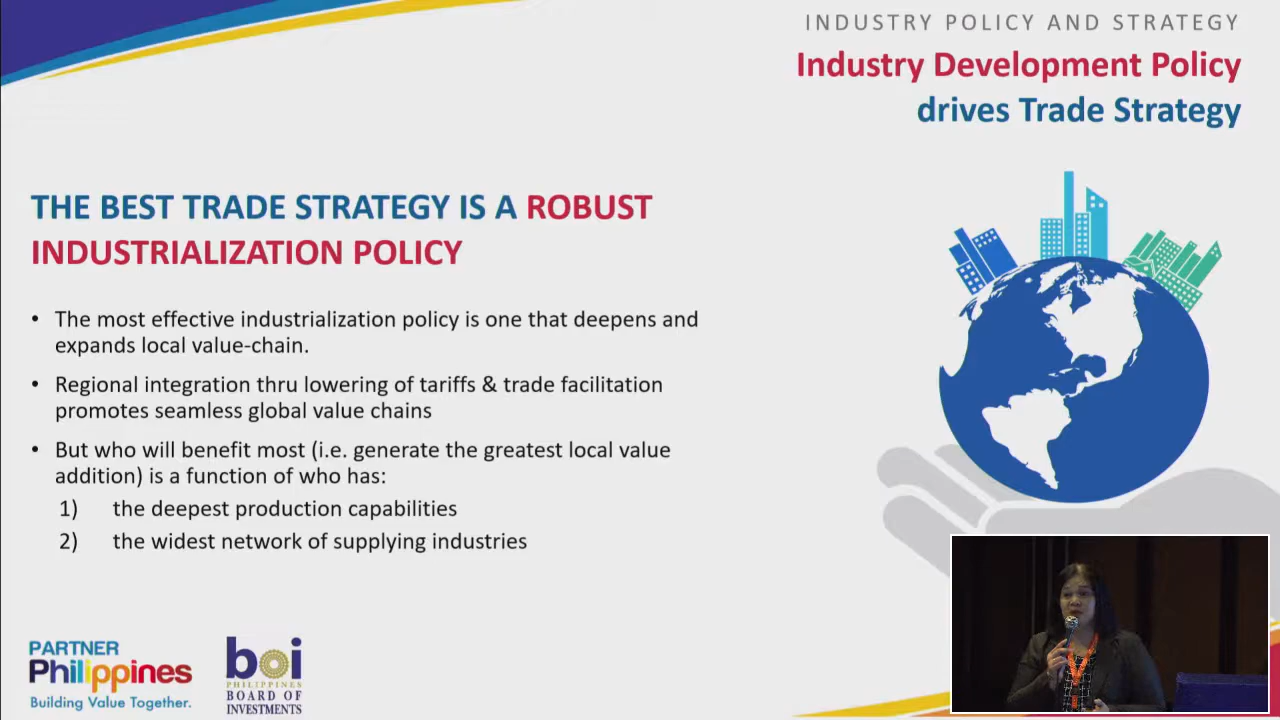 INDUSTRY POLICY AND STRATEGY
Industry Development Policy
drives Trade Strategy
THE BEST TRADE STRATEGY IS A ROBUST
INDUSTRIALIZATION POLICY
• The most effective industrialization policy is one that deepens and
expands local value-chain.
• Regional integration thru lowering of tariffs & trade facilitation
promotes seamless global value chains
• But who will benefit most (i.e. generate the greatest local value
addition) is a function of who has:
1) the deepest production capabilities
2) the widest network of supplying industries
PARTNER
Philippines
Building Value Together.
boi
PHILIPPINES
BOARD OF
INVESTMENTS